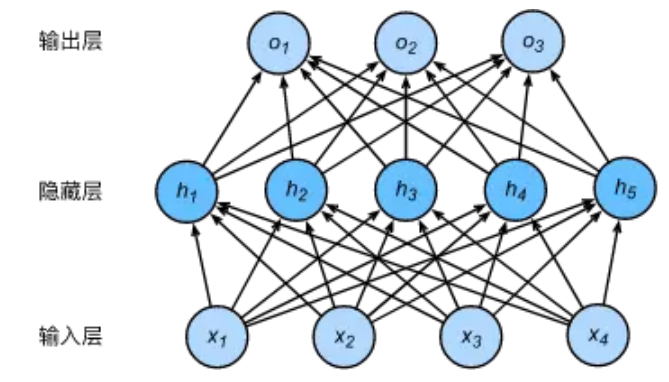 输出层 o1 o2 o3
隐藏层 h1 h2 h3 h4 h5
输入层 x1 x2 x3 x4